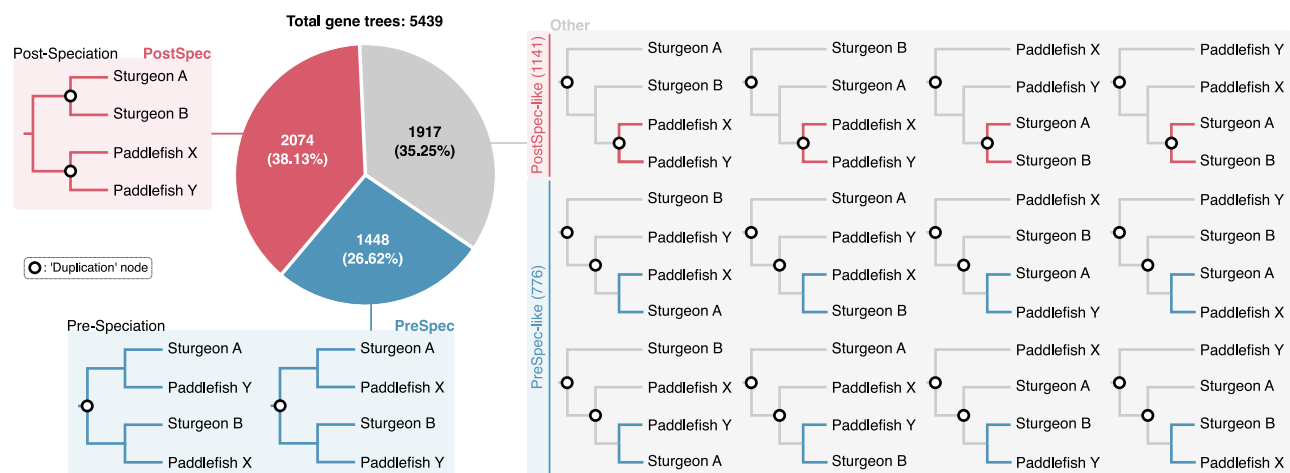 Total gene trees: 5439
Post-Speciation PostSpec
Sturgeon A
Sturgeon B
Paddlefish X
Paddlefish Y
2074
(38.13%)
1917
(35.25%)
1448
(26.62%)
: 'Duplication' node
Pre-Speciation PreSpec
Sturgeon A Sturgeon A
Paddlefish Y Paddlefish X
Sturgeon B Sturgeon B
Paddlefish X Paddlefish Y
Other
PostSpec-like (1141)
Sturgeon A Sturgeon B Paddlefish X Paddlefish Y
Sturgeon B Sturgeon A Paddlefish Y Paddlefish X
Paddlefish X Paddlefish X Sturgeon A Sturgeon A
Paddlefish Y Paddlefish Y Sturgeon B Sturgeon B
PreSpec-like (776)
Sturgeon B Sturgeon A Paddlefish X Paddlefish Y
Paddlefish Y Paddlefish Y Sturgeon B Sturgeon B
Paddlefish X Paddlefish X Sturgeon A Sturgeon A
Sturgeon A Sturgeon B Paddlefish Y Paddlefish X
Sturgeon B Sturgeon A Paddlefish X Paddlefish Y
Paddlefish X Paddlefish X Sturgeon A Sturgeon A
Paddlefish Y Paddlefish Y Sturgeon B Sturgeon B
Sturgeon A Sturgeon B Paddlefish Y Paddlefish X